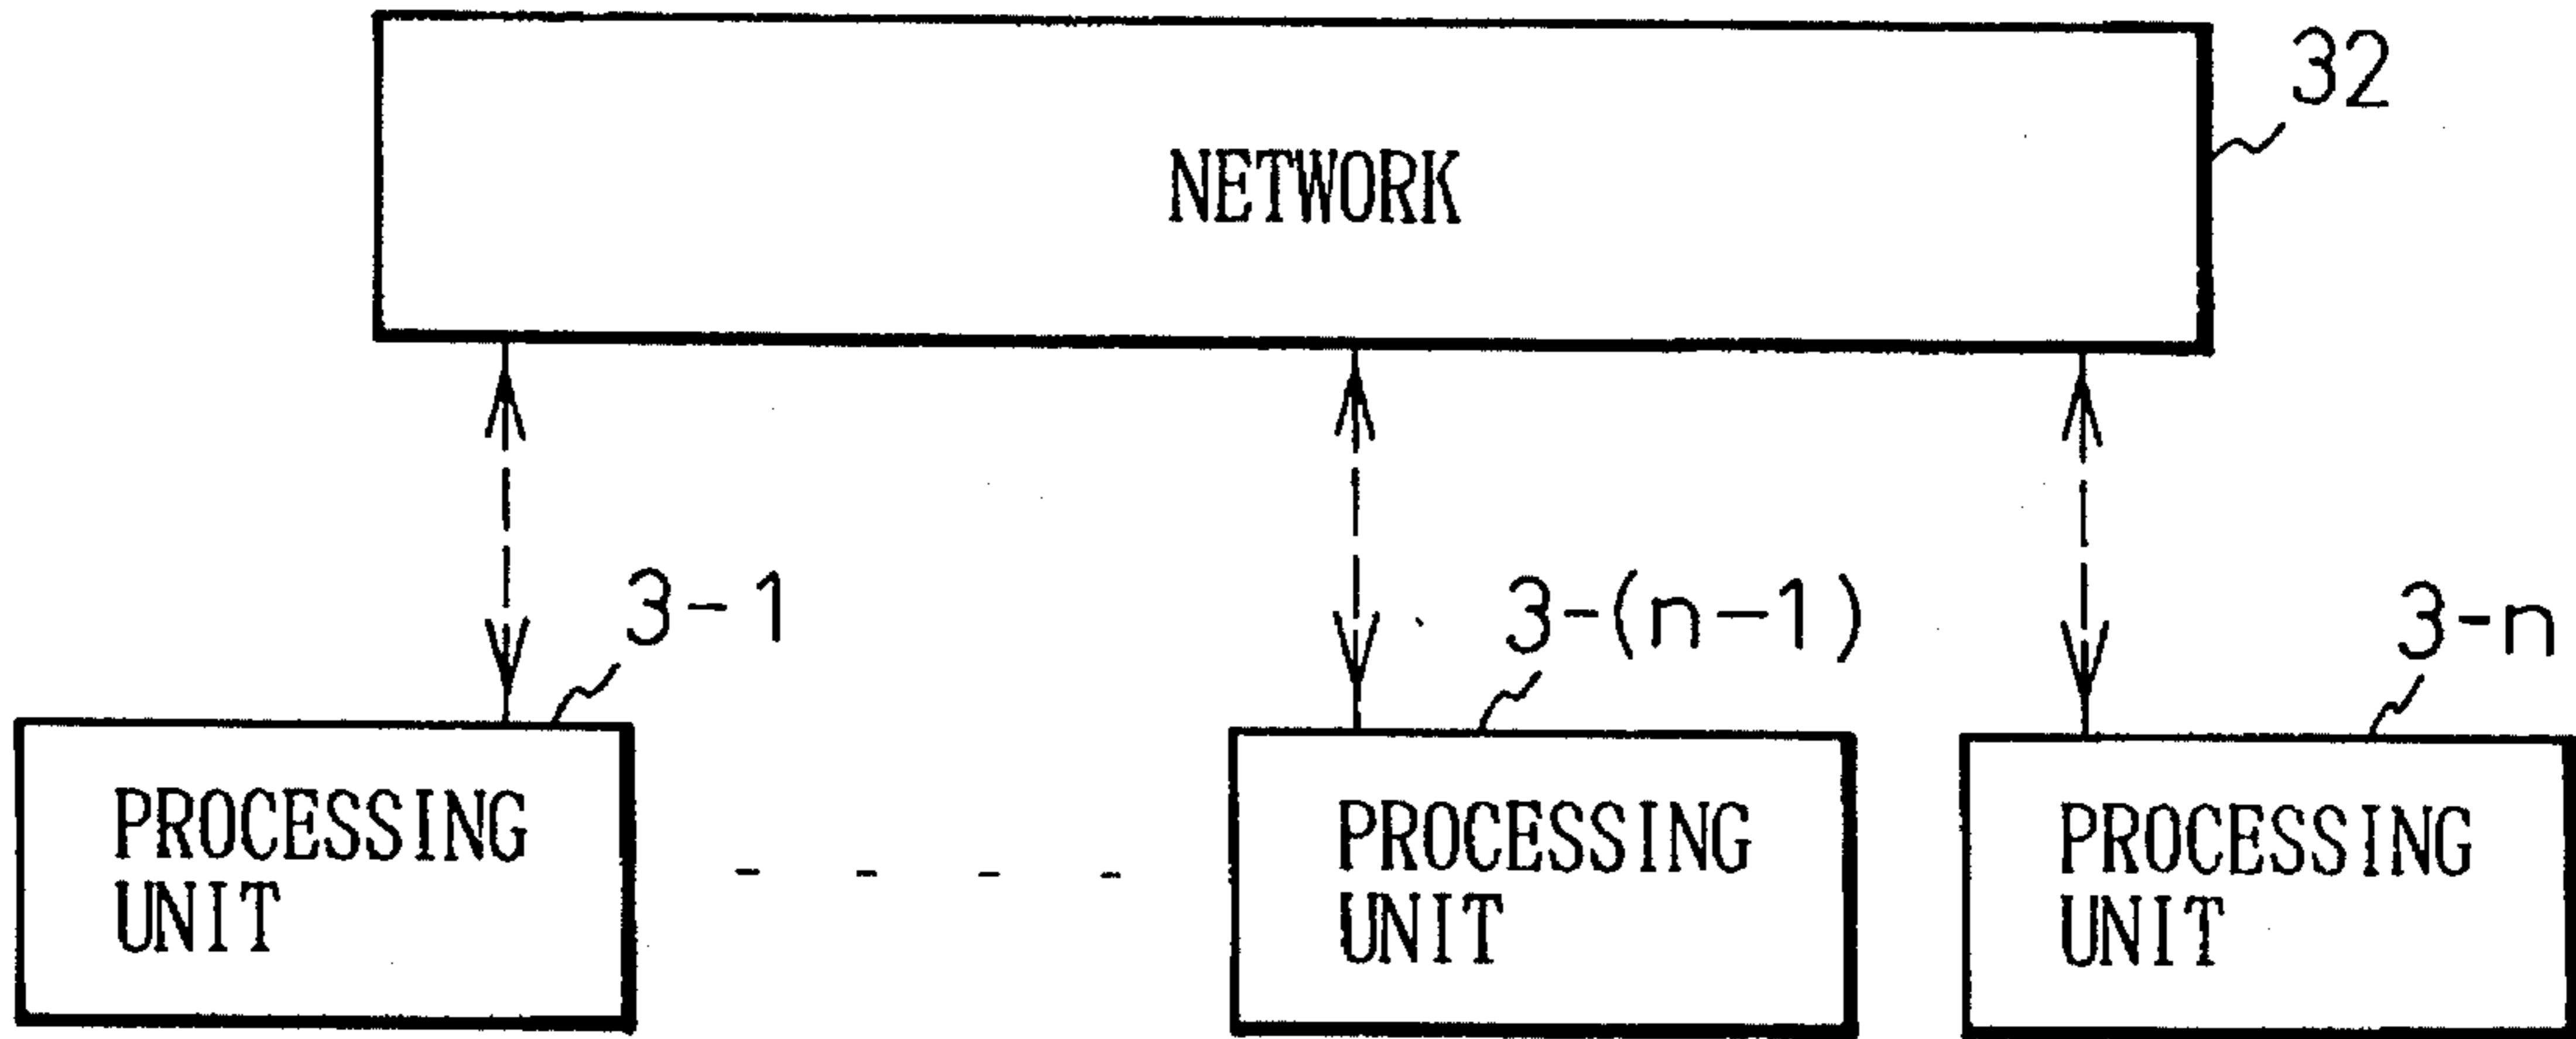 32
NETWORK
3-1
3-(n-1)
3-n
PROCESSING
UNIT
PROCESSING
UNIT
PROCESSING
UNIT